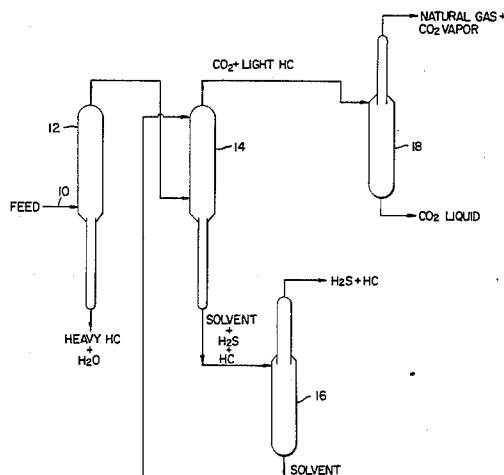 NATURAL GAS +
CO2 VAPOR
CO2 + LIGHT HC
12
14
18
10
FEED
CO2 LIQUID
H2S + HC
HEAVY HC
+
H2O
SOLVENT
+
H2S
+
HC
16
SOLVENT